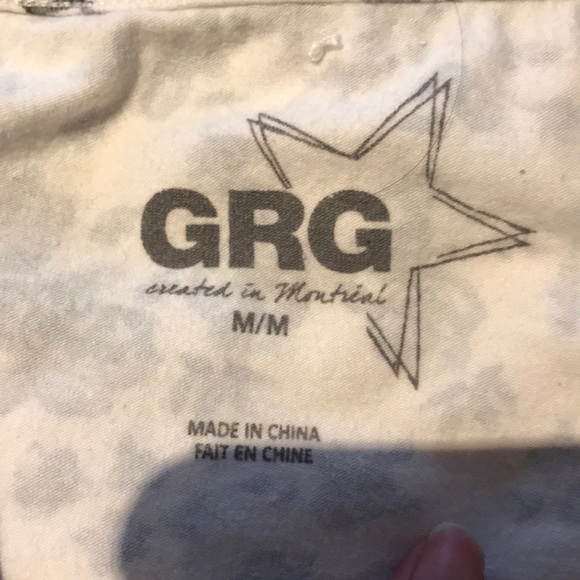 GRG
created in Montréal
M/M
MADE IN CHINA
FAIT EN CHINE